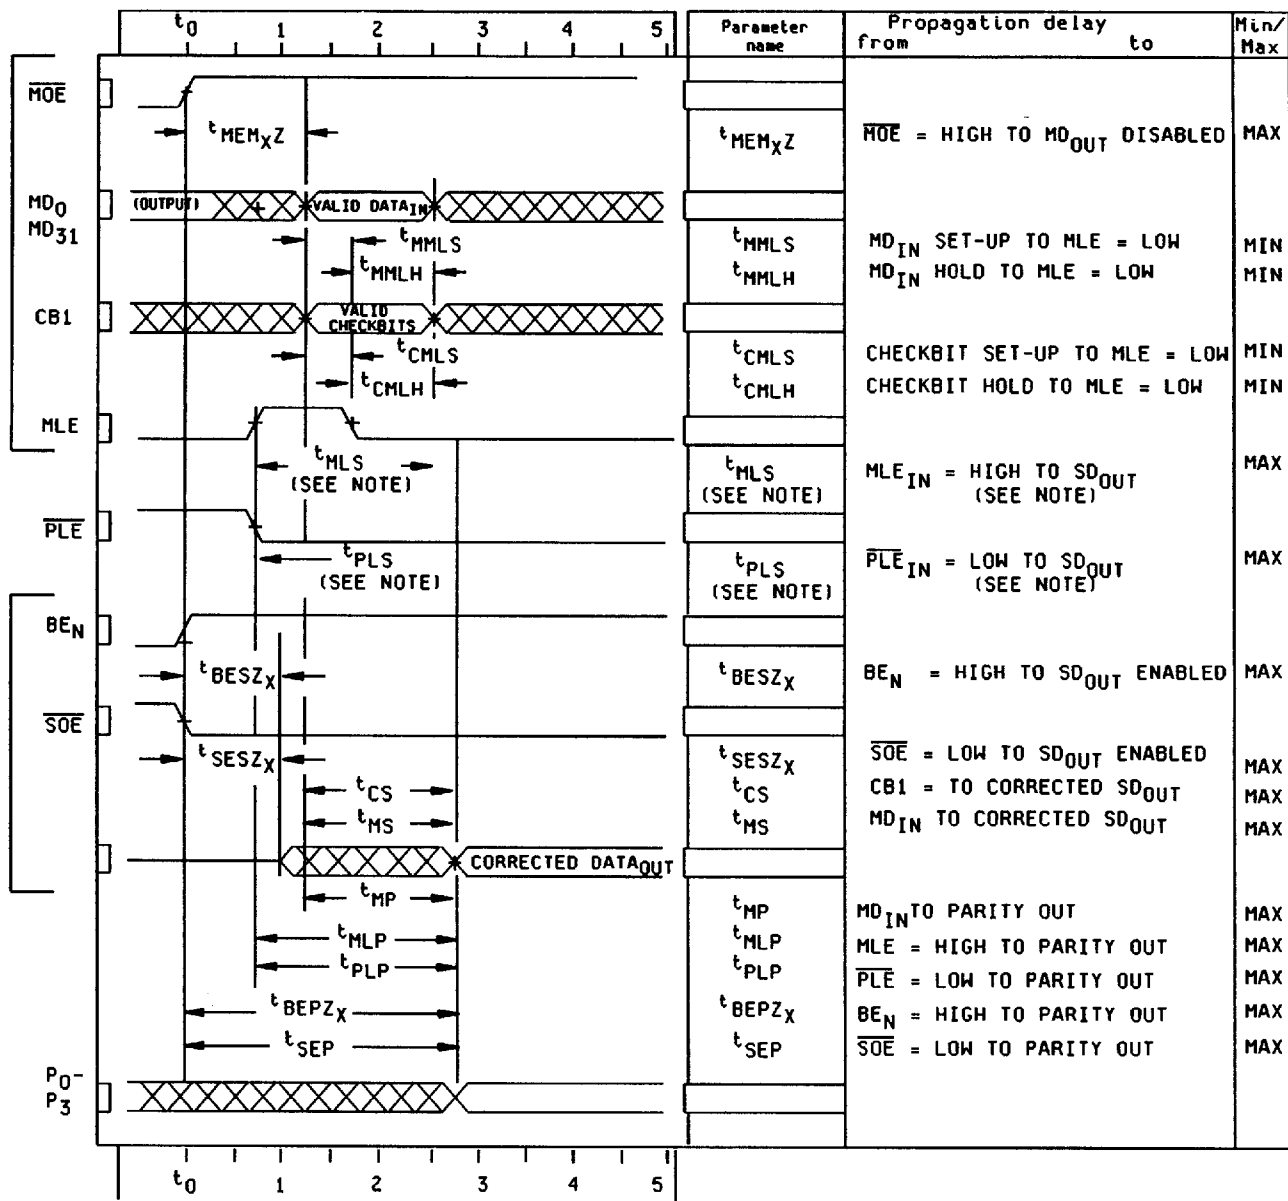 t0 1 2 3 4 5 Parameter name Propagation delay from to Min/Max
MOE
tMEMXZ tMEMXZ MOE = HIGH TO MDOUT DISABLED MAX
MD0 MD31 (OUTPUT) VALID DATAIN
tMMLS tMMLS MDIN SET-UP TO MLE = LOW MIN
tMMLH tMMLH MDIN HOLD TO MLE = LOW MIN
CB1 VALID CHECKBITS
tCMLS tCMLS CHECKBIT SET-UP TO MLE = LOW MIN
tCMLH tCMLH CHECKBIT HOLD TO MLE = LOW MIN
MLE
tMLS tMLS MLEIN = HIGH TO SDOUT MAX
(SEE NOTE) (SEE NOTE) (SEE NOTE)
PLE
tPLS tPLS PLEIN = LOW TO SDOUT MAX
(SEE NOTE) (SEE NOTE) (SEE NOTE)
BEN
tBESZX tBESZX BEN = HIGH TO SDOUT ENABLED MAX
SOE
tSESZX tSESZX SOE = LOW TO SDOUT ENABLED MAX
tCS tCS CB1 = TO CORRECTED SDOUT MAX
tMS tMS MDIN TO CORRECTED SDOUT MAX
CORRECTED DATAOUT
tMP tMP MDIN TO PARITY OUT MAX
tMLP tMLP MLE = HIGH TO PARITY OUT MAX
tPLP tPLP PLE = LOW TO PARITY OUT MAX
tBEPZX tBEPZX BEN = HIGH TO PARITY OUT MAX
tSEP tSEP SOE = LOW TO PARITY OUT MAX
P0-
P3
t0 1 2 3 4 5